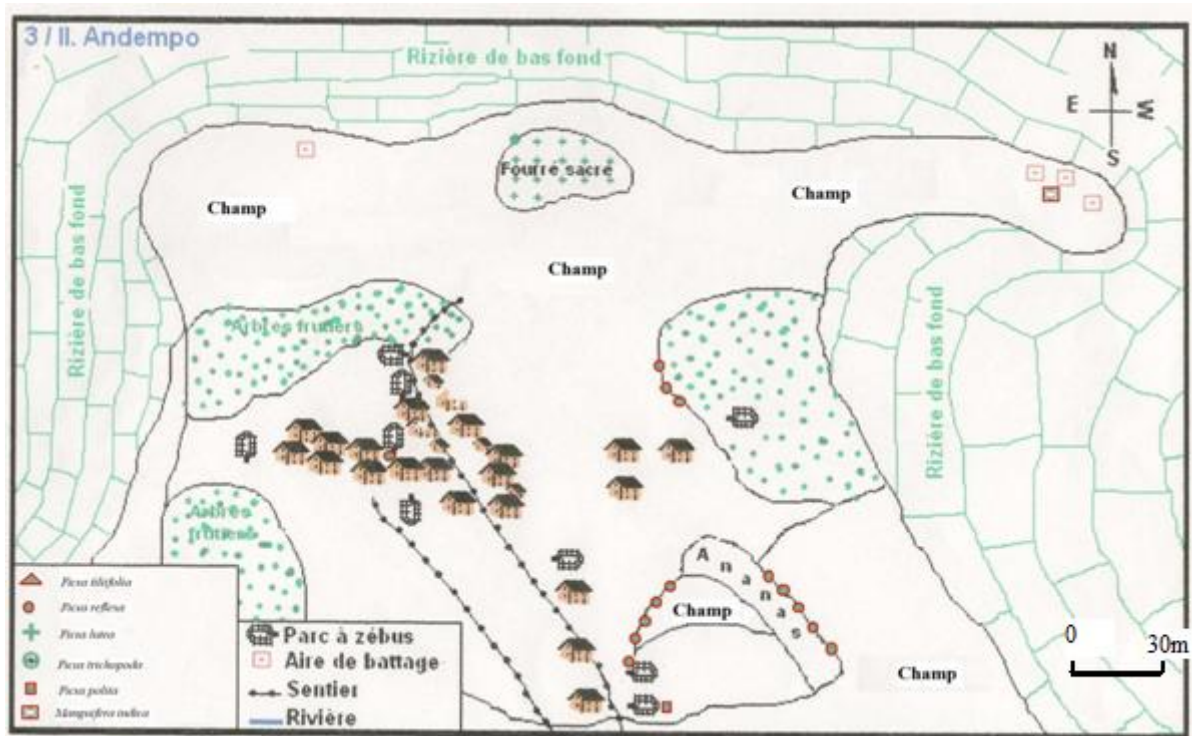 3 / II. Andempo
Rizière de bas fond
N
E
W
S
Fourré sacré
Champ
Champ
Champ
Rizière de bas fond
Rizière de bas fond
Arbres fruitiers
Arbres fruitiers
Ananas
Champ
Champ
0 30m
Ficus tiliifolia
Ficus reflexa
Ficus lutea
Ficus trichopoda
Ficus polita
Manguifera indica
Parc à zébus
Aire de battage
Sentier
Rivière